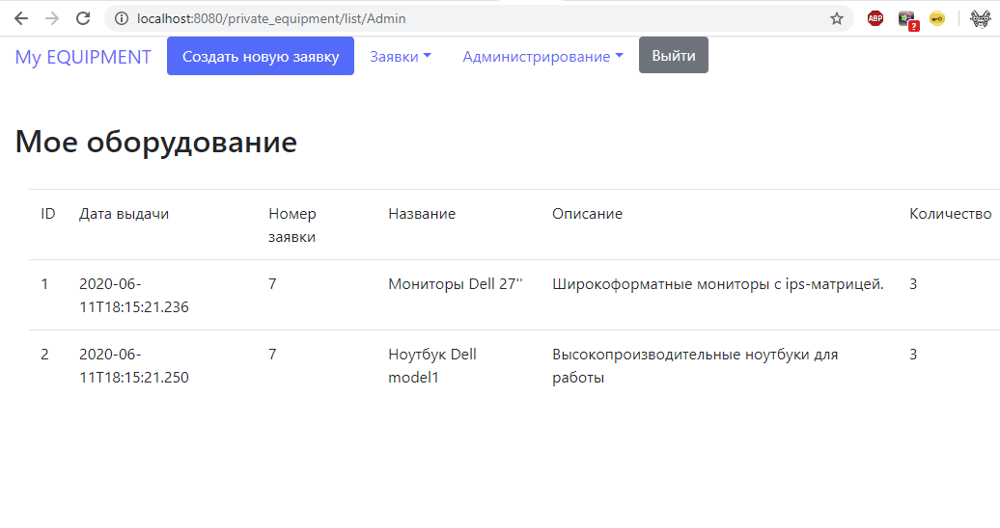 localhost:8080/private_equipment/list/Admin
ABP
?
My EQUIPMENT Создать новую заявку Заявки Администрирование Выйти
Мое оборудование
ID Дата выдачи Номер заявки Название Описание Количество
1 2020-06-11T18:15:21.236 7 Мониторы Dell 27'' Широкоформатные мониторы с ips-матрицей. 3
2 2020-06-11T18:15:21.250 7 Ноутбук Dell model1 Высокопроизводительные ноутбуки для работы 3